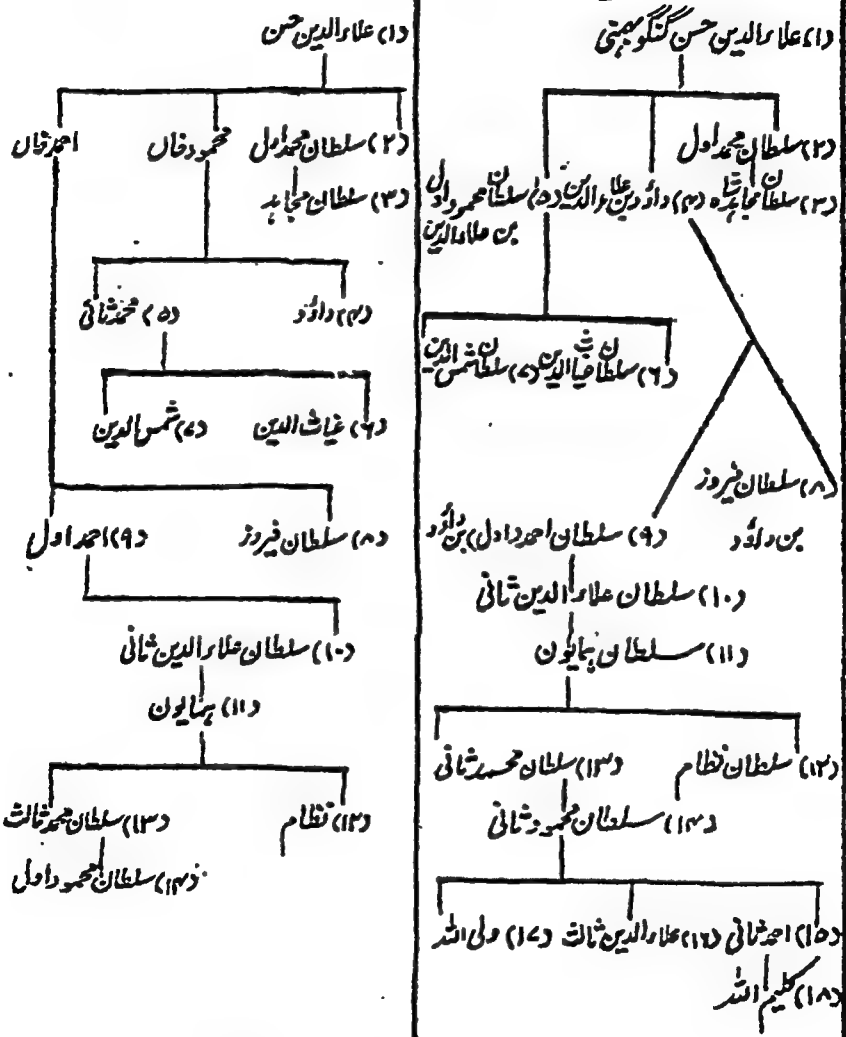 (۱) علاءالدین حسن گنگو بہمنی
(۲) سلطان محمد اول
(۳) سلطان مجاہد شاہ (۴) داؤد بن علاءالدین (۵) سلطان محمود اول
بن علاءالدین
(۶) سلطان غیاث الدین (۷) سلطان شمس الدین
(۸) سلطان فیروز
بن داؤد
(۹) سلطان احمد (اول) بن داؤد
(۱۰) سلطان علاءالدین ثانی
(۱۱) سلطان ہمایون
(۱۲) سلطان نظام (۱۳) سلطان محمد ثانی
(۱۴) سلطان محمود ثانی
(۱۵) احمد ثانی (۱۶) علاءالدین ثالث (۱۷) ولی اللہ
(۱۸) کلیم اللہ
(۱) علاءالدین حسن
(۲) سلطان محمد اول محمود خاں احمد خاں
(۳) سلطان مجاہد
(۴) داؤد (۵) محمد ثانی
(۶) غیاث الدین (۷) شمس الدین
(۸) سلطان فیروز (۹) احمد اول
(۱۰) سلطان علاءالدین ثانی
(۱۱) ہمایون
(۱۲) نظام (۱۳) سلطان محمد ثالث
(۱۴) سلطان محمود اول